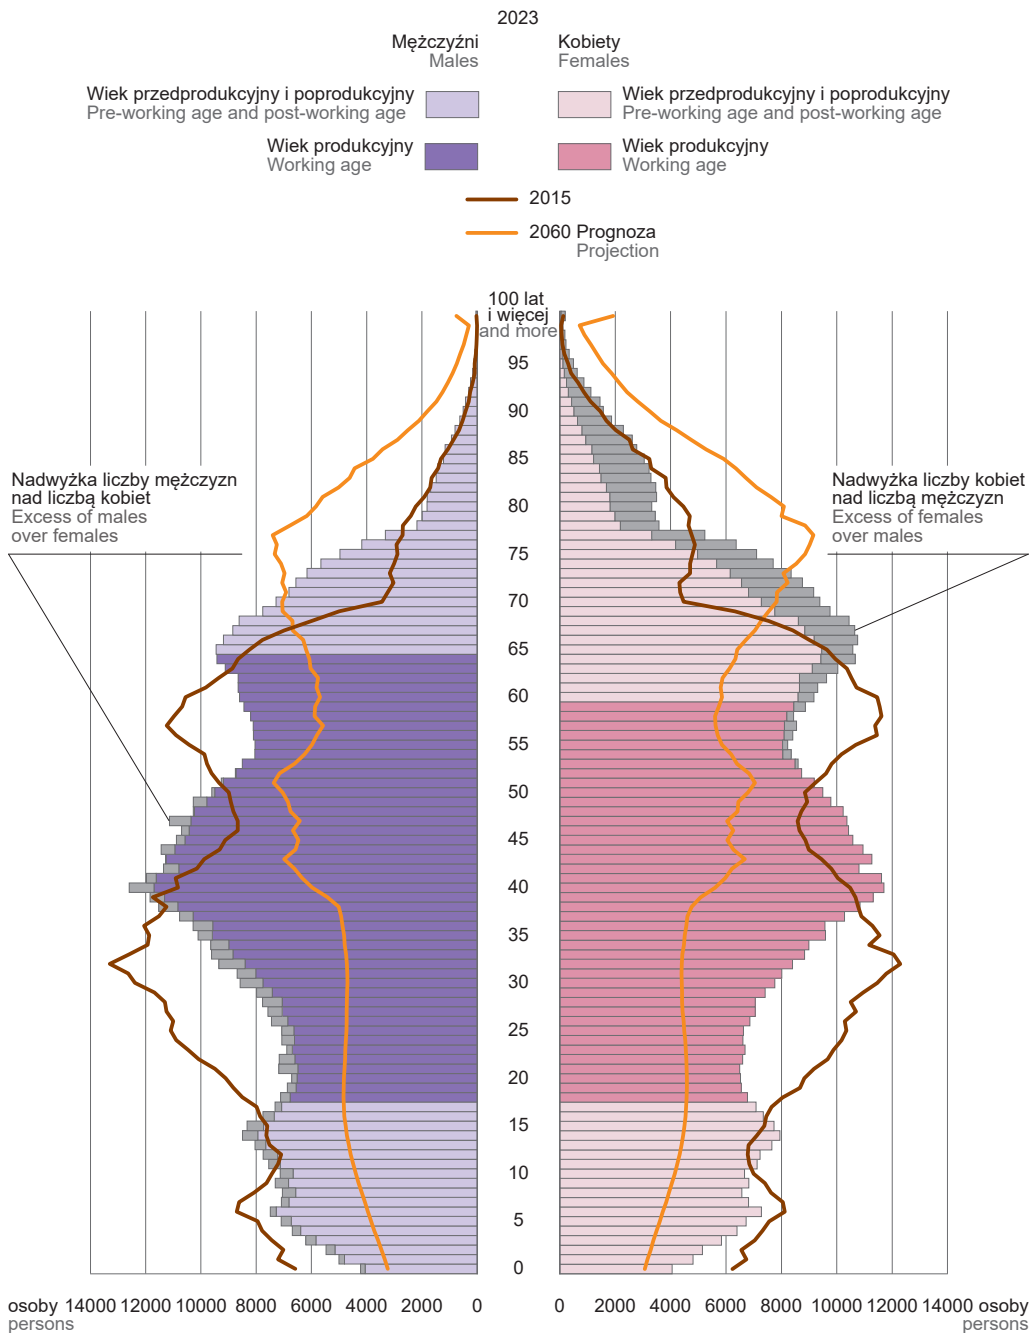 2023
Mężczyźni
Males
Kobiety
Females
Wiek przedprodukcyjny i poprodukcyjny
Pre-working age and post-working age
Wiek przedprodukcyjny i poprodukcyjny
Pre-working age and post-working age
Wiek produkcyjny
Working age
Wiek produkcyjny
Working age
2015
2060 Prognoza
Projection
100 lat
i więcej
and more
95
90
85
Nadwyżka liczby mężczyzn
nad liczbą kobiet
Excess of males
over females
Nadwyżka liczby kobiet
nad liczbą mężczyzn
Excess of females
over males
80
75
70
65
60
55
50
45
40
35
30
25
20
15
10
5
0
osoby 14000 12000 10000 8000 6000 4000 2000 0 0 2000 4000 6000 8000 10000 12000 14000 osoby
persons persons